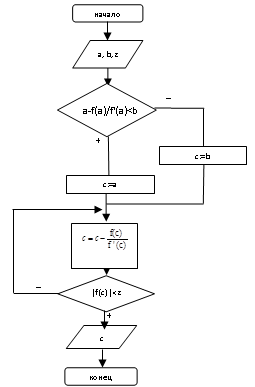 начало
a, b, z
a-f(a)/f'(a)<b
–
+
c:=b
c:=a
c = c - f(c)/f'(c)
–
|f(c)|<z
+
c
конец